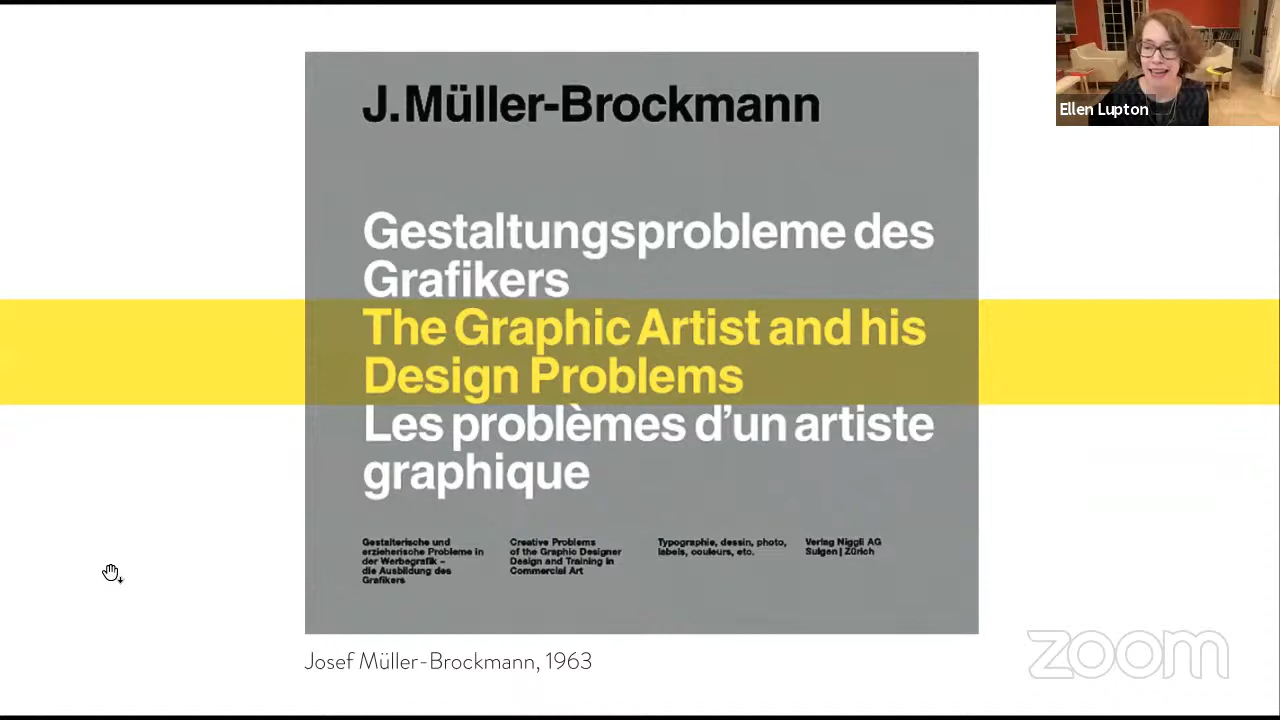 Ellen Lupton
J.Müller-Brockmann
Gestaltungsprobleme des
Grafikers
The Graphic Artist and his
Design Problems
Les problèmes d’un artiste
graphique
Gestalterische und
erzieherische Probleme in
der Werbegrafik –
die Ausbildung des
Grafikers
Creative Problems
of the Graphic Designer
Design and Training in
Commercial Art
Typographie, dessin, photo,
labels, couleurs, etc.
Verlag Niggli AG
Sulgen | Zürich
Josef Müller-Brockmann, 1963
zoom